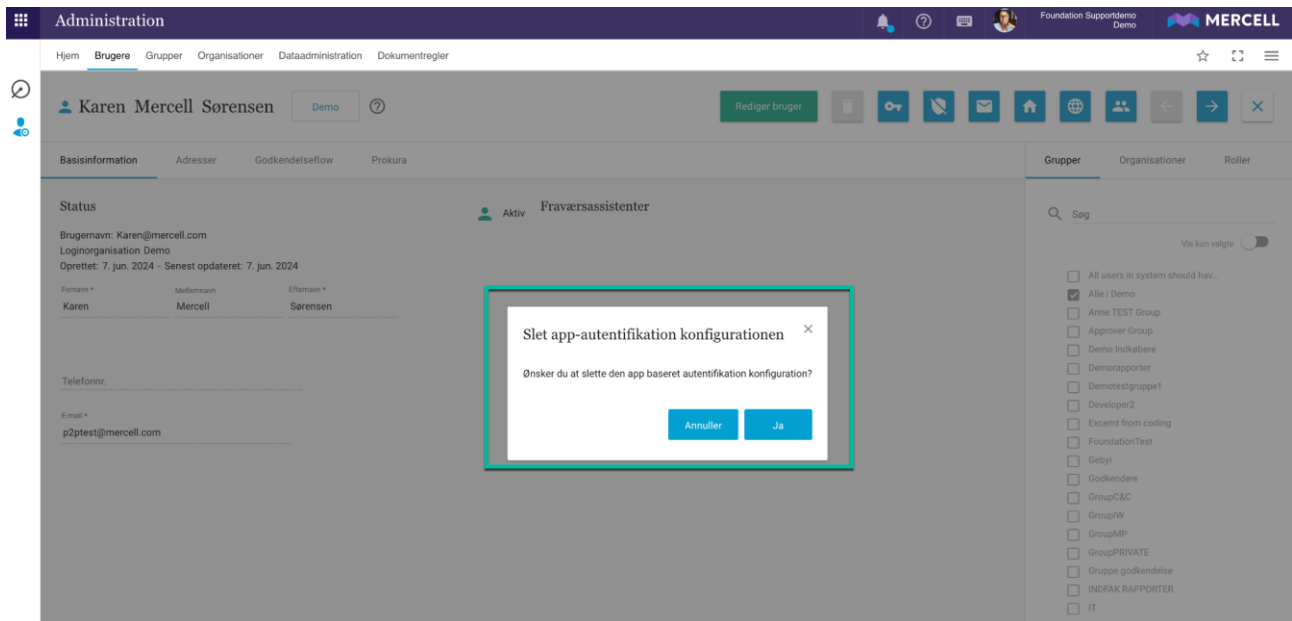 Administration
Foundation Supportdemo
Demo
MERCELL
Hjem Brugere Grupper Organisationer Dataadministration Dokumentregler
Karen Mercell Sørensen Demo
Rediger bruger
Basisinformation Adresser Godkendelseflow Prokura
Grupper Organisationer Roller
Status
Aktiv Fraværsassistenter
Brugernavn: Karen@mercell.com
Loginorganisation Demo
Oprettet: 7. jun. 2024 - Senest opdateret: 7. jun. 2024
Fornavn * Mellemnavn Efternavn *
Karen Mercell Sørensen
Telefonnr.
E-mail *
p2ptest@mercell.com
Slet app-autentifikation konfigurationen
Ønsker du at slette den app baseret autentifikation konfiguration?
Annuller Ja
Søg
Vis kun valgte
All users in system should hav...
Alle i Demo
Anne TEST Group
Approver Group
Demo Indkøbere
Demorapporter
Demotestgruppe1
Developer2
Excemt from coding
FoundationTest
Gebyr
Godkendere
GroupC&C
GroupIW
GroupMP
GroupPRIVATE
Gruppe godkendelse
INDFAK RAPPORTER
IT